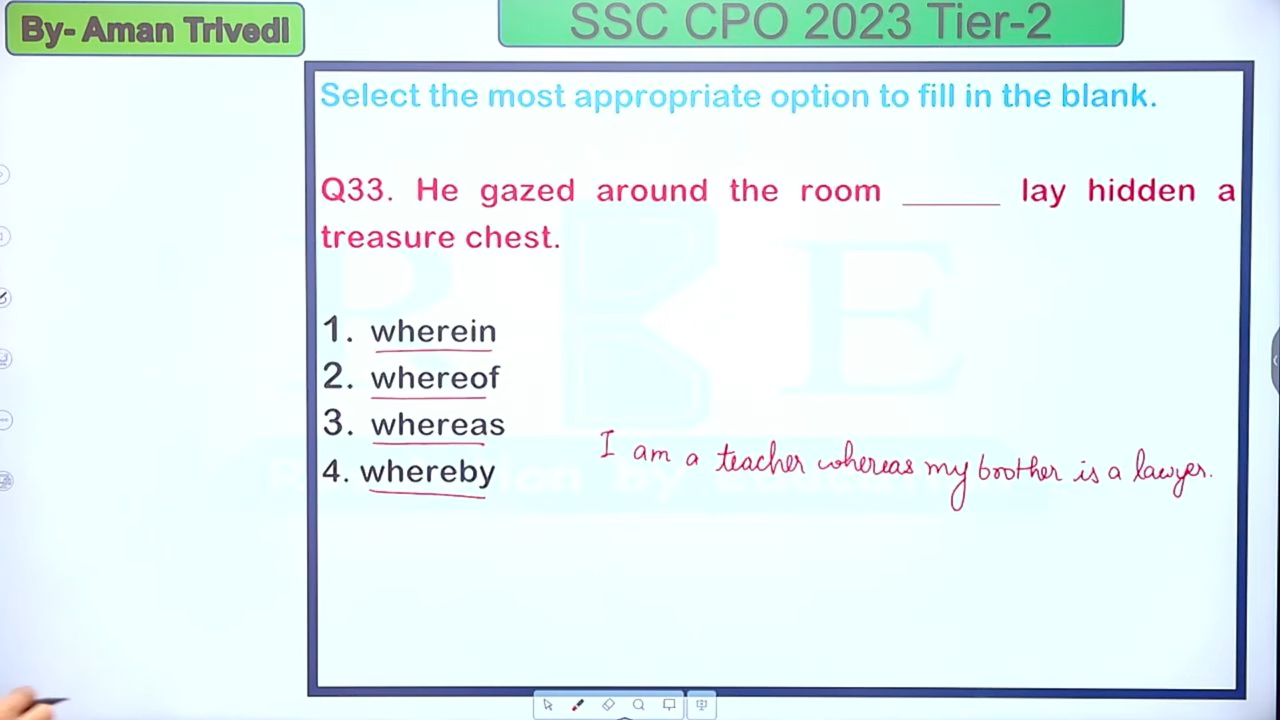 By- Aman Trivedi
SSC CPO 2023 Tier-2
Select the most appropriate option to fill in the blank.
Q33. He gazed around the room ______ lay hidden a
treasure chest.
1. wherein
2. whereof
3. whereas
4. whereby
I am a teacher whereas my brother is a lawyer.